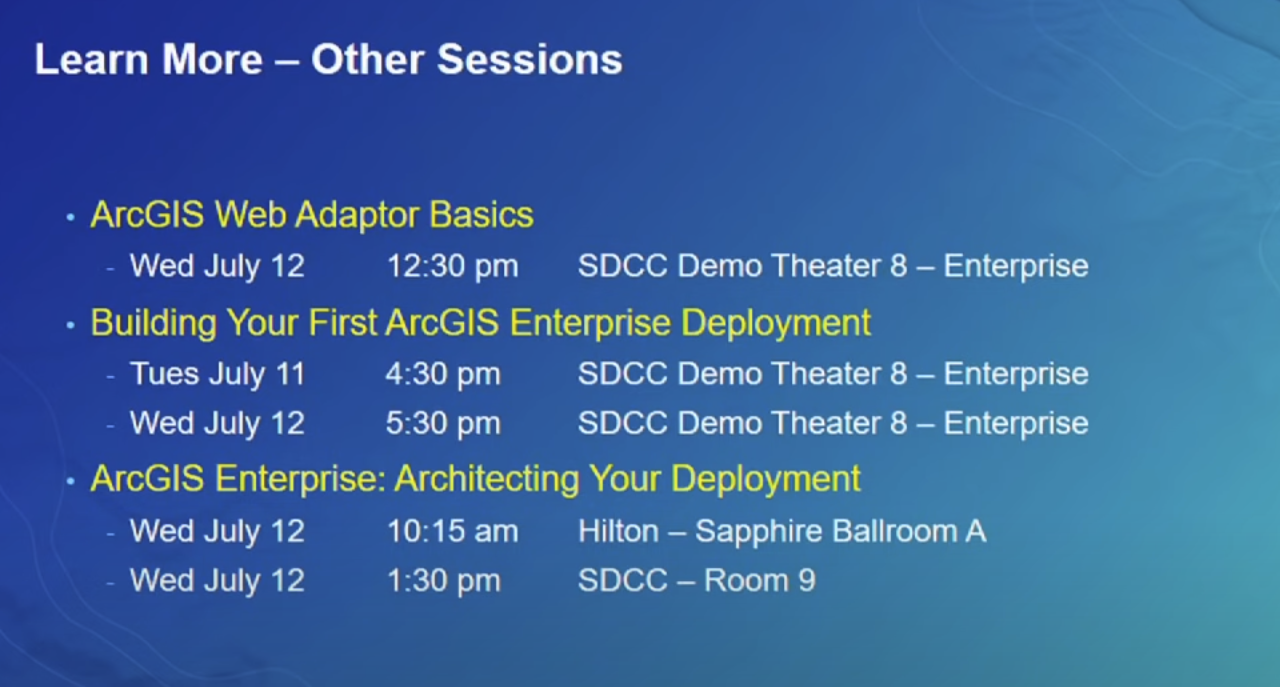 Learn More – Other Sessions
• ArcGIS Web Adaptor Basics
- Wed July 12 12:30 pm SDCC Demo Theater 8 – Enterprise
• Building Your First ArcGIS Enterprise Deployment
- Tues July 11 4:30 pm SDCC Demo Theater 8 – Enterprise
- Wed July 12 5:30 pm SDCC Demo Theater 8 – Enterprise
• ArcGIS Enterprise: Architecting Your Deployment
- Wed July 12 10:15 am Hilton – Sapphire Ballroom A
- Wed July 12 1:30 pm SDCC – Room 9